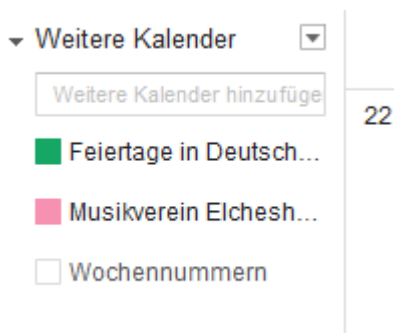 Weitere Kalender
Weitere Kalender hinzufüge
22
Feiertage in Deutsch...
Musikverein Elchesh...
Wochennummern